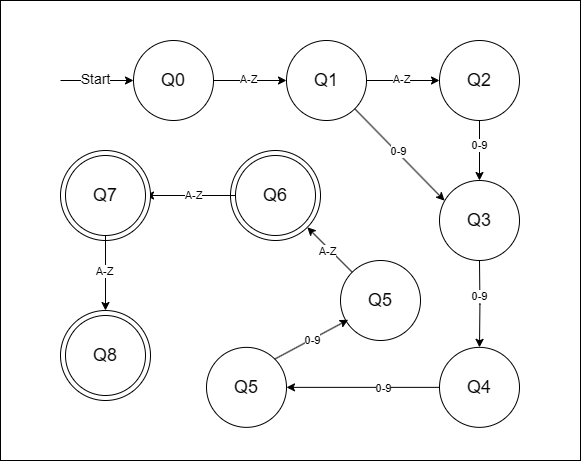 Start Q0 A-Z Q1 A-Z Q2
0-9 0-9
Q7 A-Z Q6 Q3
A-Z A-Z
Q5 0-9
Q8 0-9
Q5 0-9 Q4